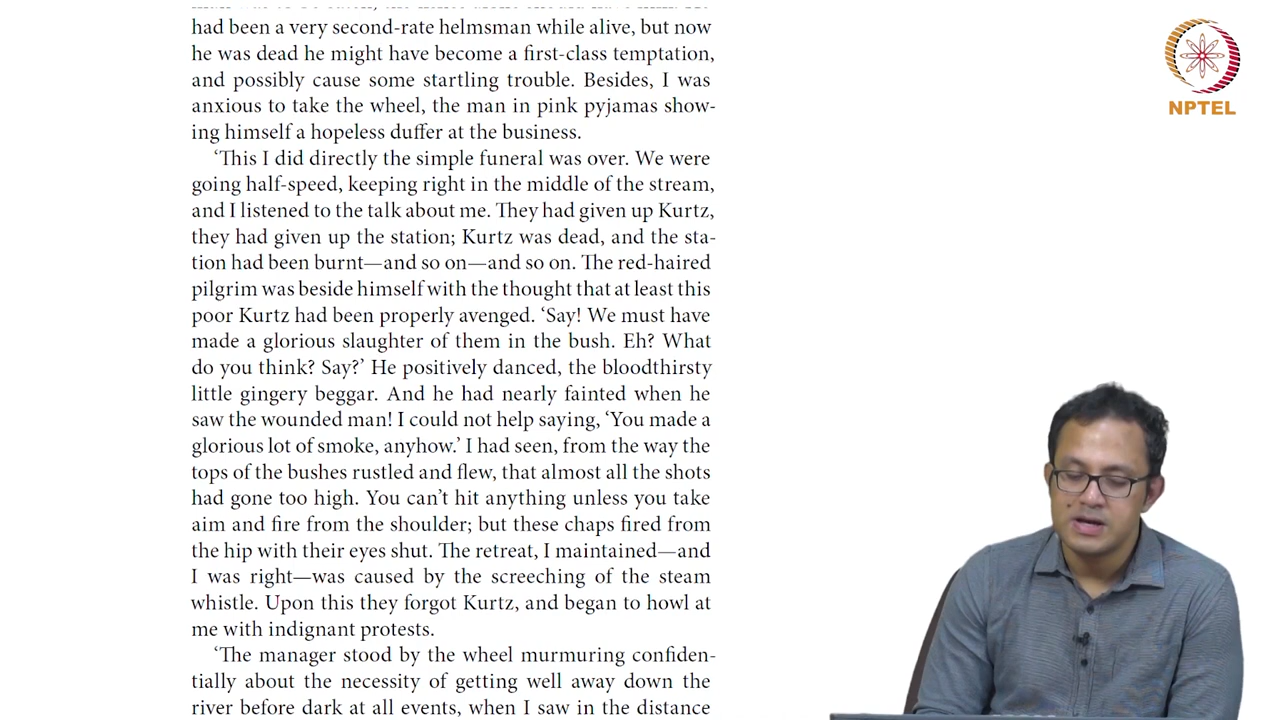 had been a very second-rate helmsman while alive, but now
he was dead he might have become a first-class temptation,
and possibly cause some startling trouble. Besides, I was
anxious to take the wheel, the man in pink pyjamas show-
ing himself a hopeless duffer at the business.
‘This I did directly the simple funeral was over. We were
going half-speed, keeping right in the middle of the stream,
and I listened to the talk about me. They had given up Kurtz,
they had given up the station; Kurtz was dead, and the sta-
tion had been burnt—and so on—and so on. The red-haired
pilgrim was beside himself with the thought that at least this
poor Kurtz had been properly avenged. ‘Say! We must have
made a glorious slaughter of them in the bush. Eh? What
do you think? Say?’ He positively danced, the bloodthirsty
little gingery beggar. And he had nearly fainted when he
saw the wounded man! I could not help saying, ‘You made a
glorious lot of smoke, anyhow.’ I had seen, from the way the
tops of the bushes rustled and flew, that almost all the shots
had gone too high. You can’t hit anything unless you take
aim and fire from the shoulder; but these chaps fired from
the hip with their eyes shut. The retreat, I maintained—and
I was right—was caused by the screeching of the steam
whistle. Upon this they forgot Kurtz, and began to howl at
me with indignant protests.
‘The manager stood by the wheel murmuring confiden-
tially about the necessity of getting well away down the
river before dark at all events, when I saw in the distance
NPTEL